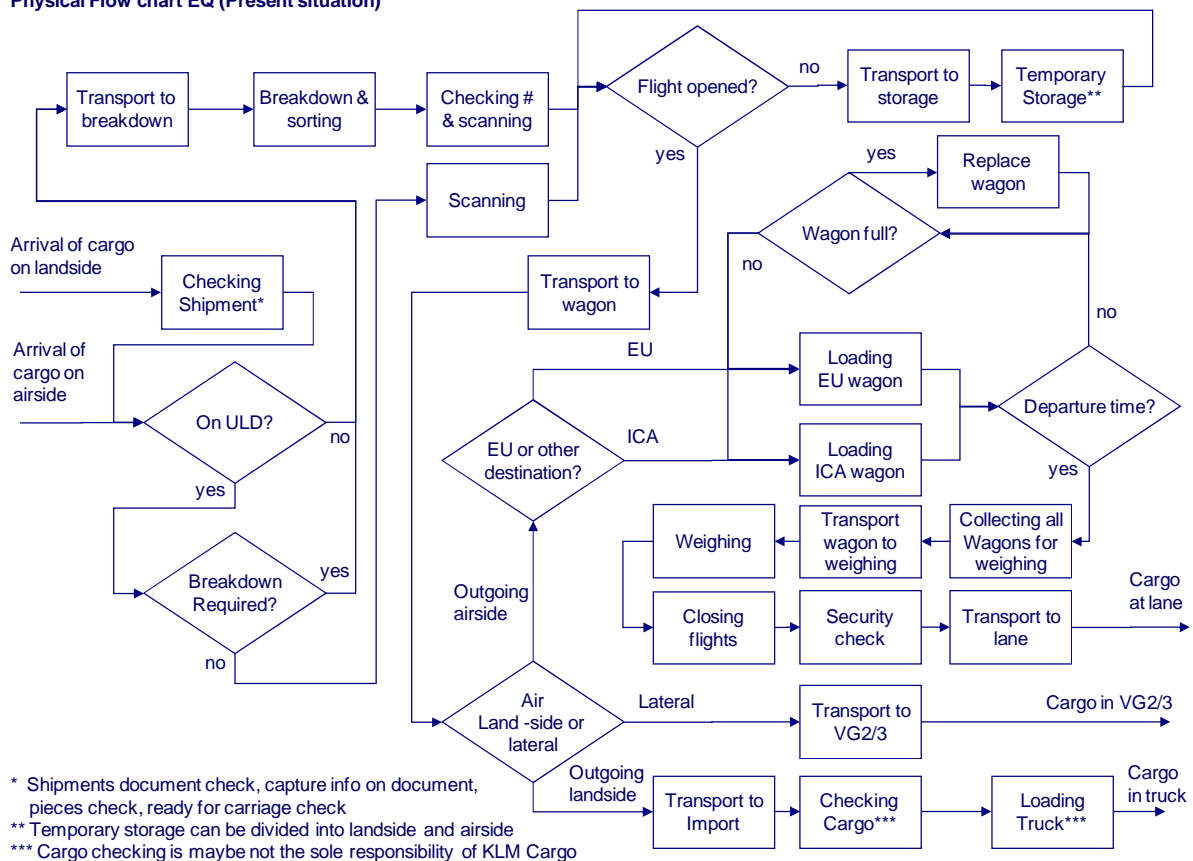 Physical Flow chart EQ (Present situation)
Transport to
breakdown
Breakdown &
sorting
Checking #
& scanning
Flight opened?
no
Transport to
storage
Temporary
Storage**
yes
Scanning
yes
Replace
wagon
Wagon full?
no
Arrival of cargo
on landside
Checking
Shipment*
Transport to
wagon
no
Arrival of
cargo on
airside
On ULD?
no
yes
EU
Loading
EU wagon
Departure time?
EU or other
destination?
ICA
Loading
ICA wagon
yes
Breakdown
Required?
yes
no
Weighing
Transport
wagon to
weighing
Collecting all
Wagons for
weighing
Outgoing
airside
Closing
flights
Security
check
Transport to
lane
Cargo
at lane
Air
Land -side or
lateral
Lateral
Transport to
VG2/3
Cargo in VG2/3
Outgoing
landside
Transport to
Import
Checking
Cargo***
Loading
Truck***
Cargo
in truck
* Shipments document check, capture info on document,
pieces check, ready for carriage check
** Temporary storage can be divided into landside and airside
*** Cargo checking is maybe not the sole responsibility of KLM Cargo